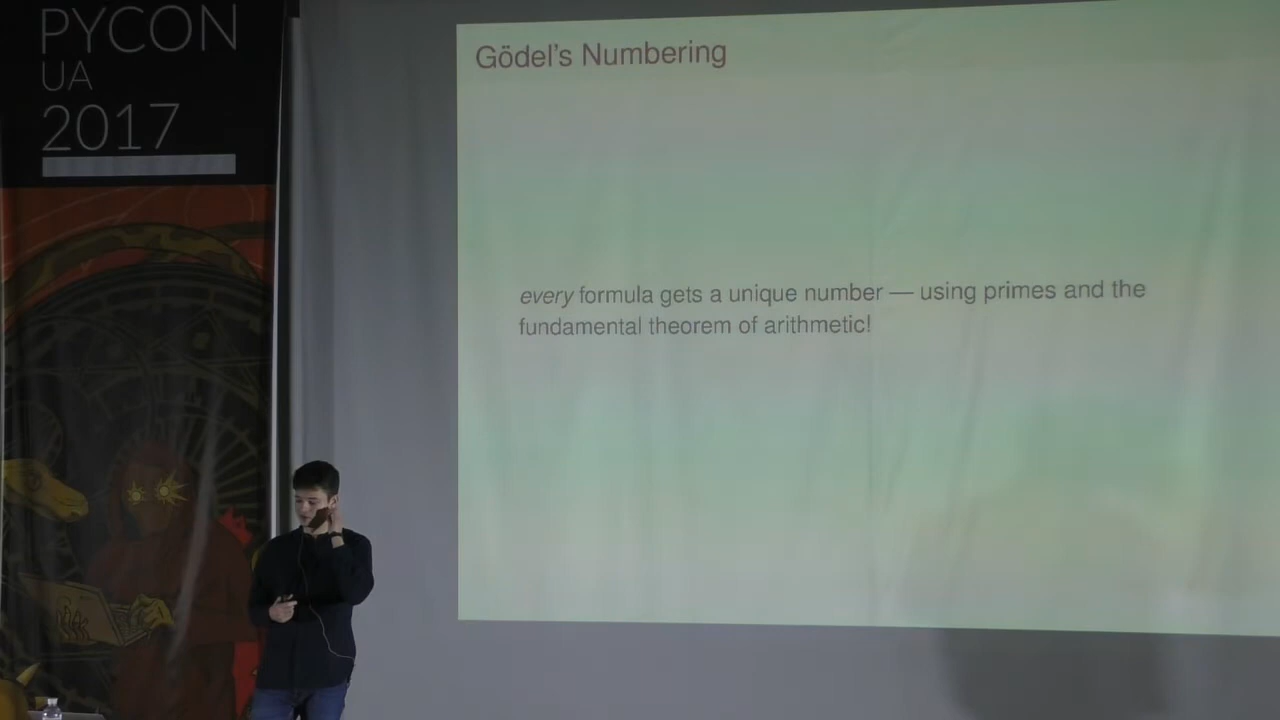 PYCON
UA
2017
Gödel's Numbering
every formula gets a unique number — using primes and the
fundamental theorem of arithmetic!